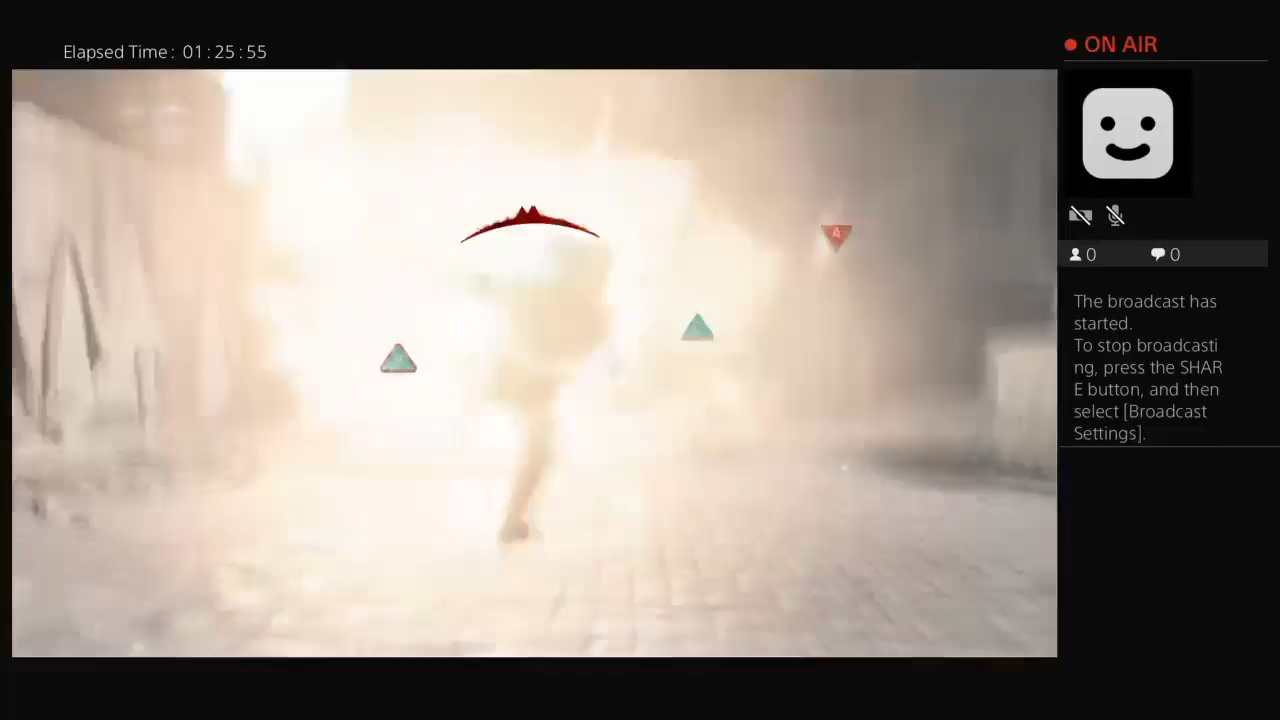 Elapsed Time: 01:25:55
ON AIR
4
0
0
The broadcast has
started.
To stop broadcasti
ng, press the SHAR
E button, and then
select [Broadcast
Settings].